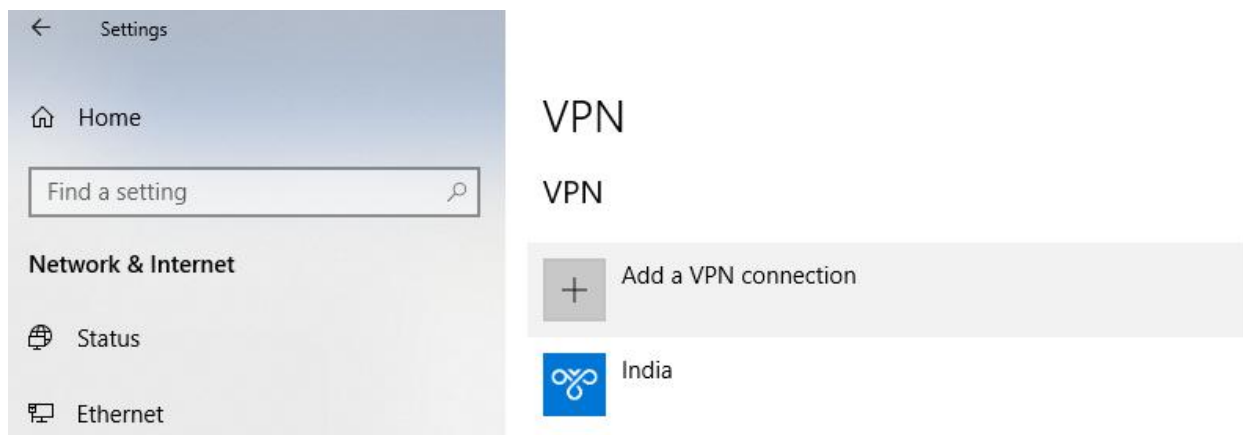 Settings
Home
Find a setting
Network & Internet
Status
Ethernet
VPN
VPN
Add a VPN connection
India